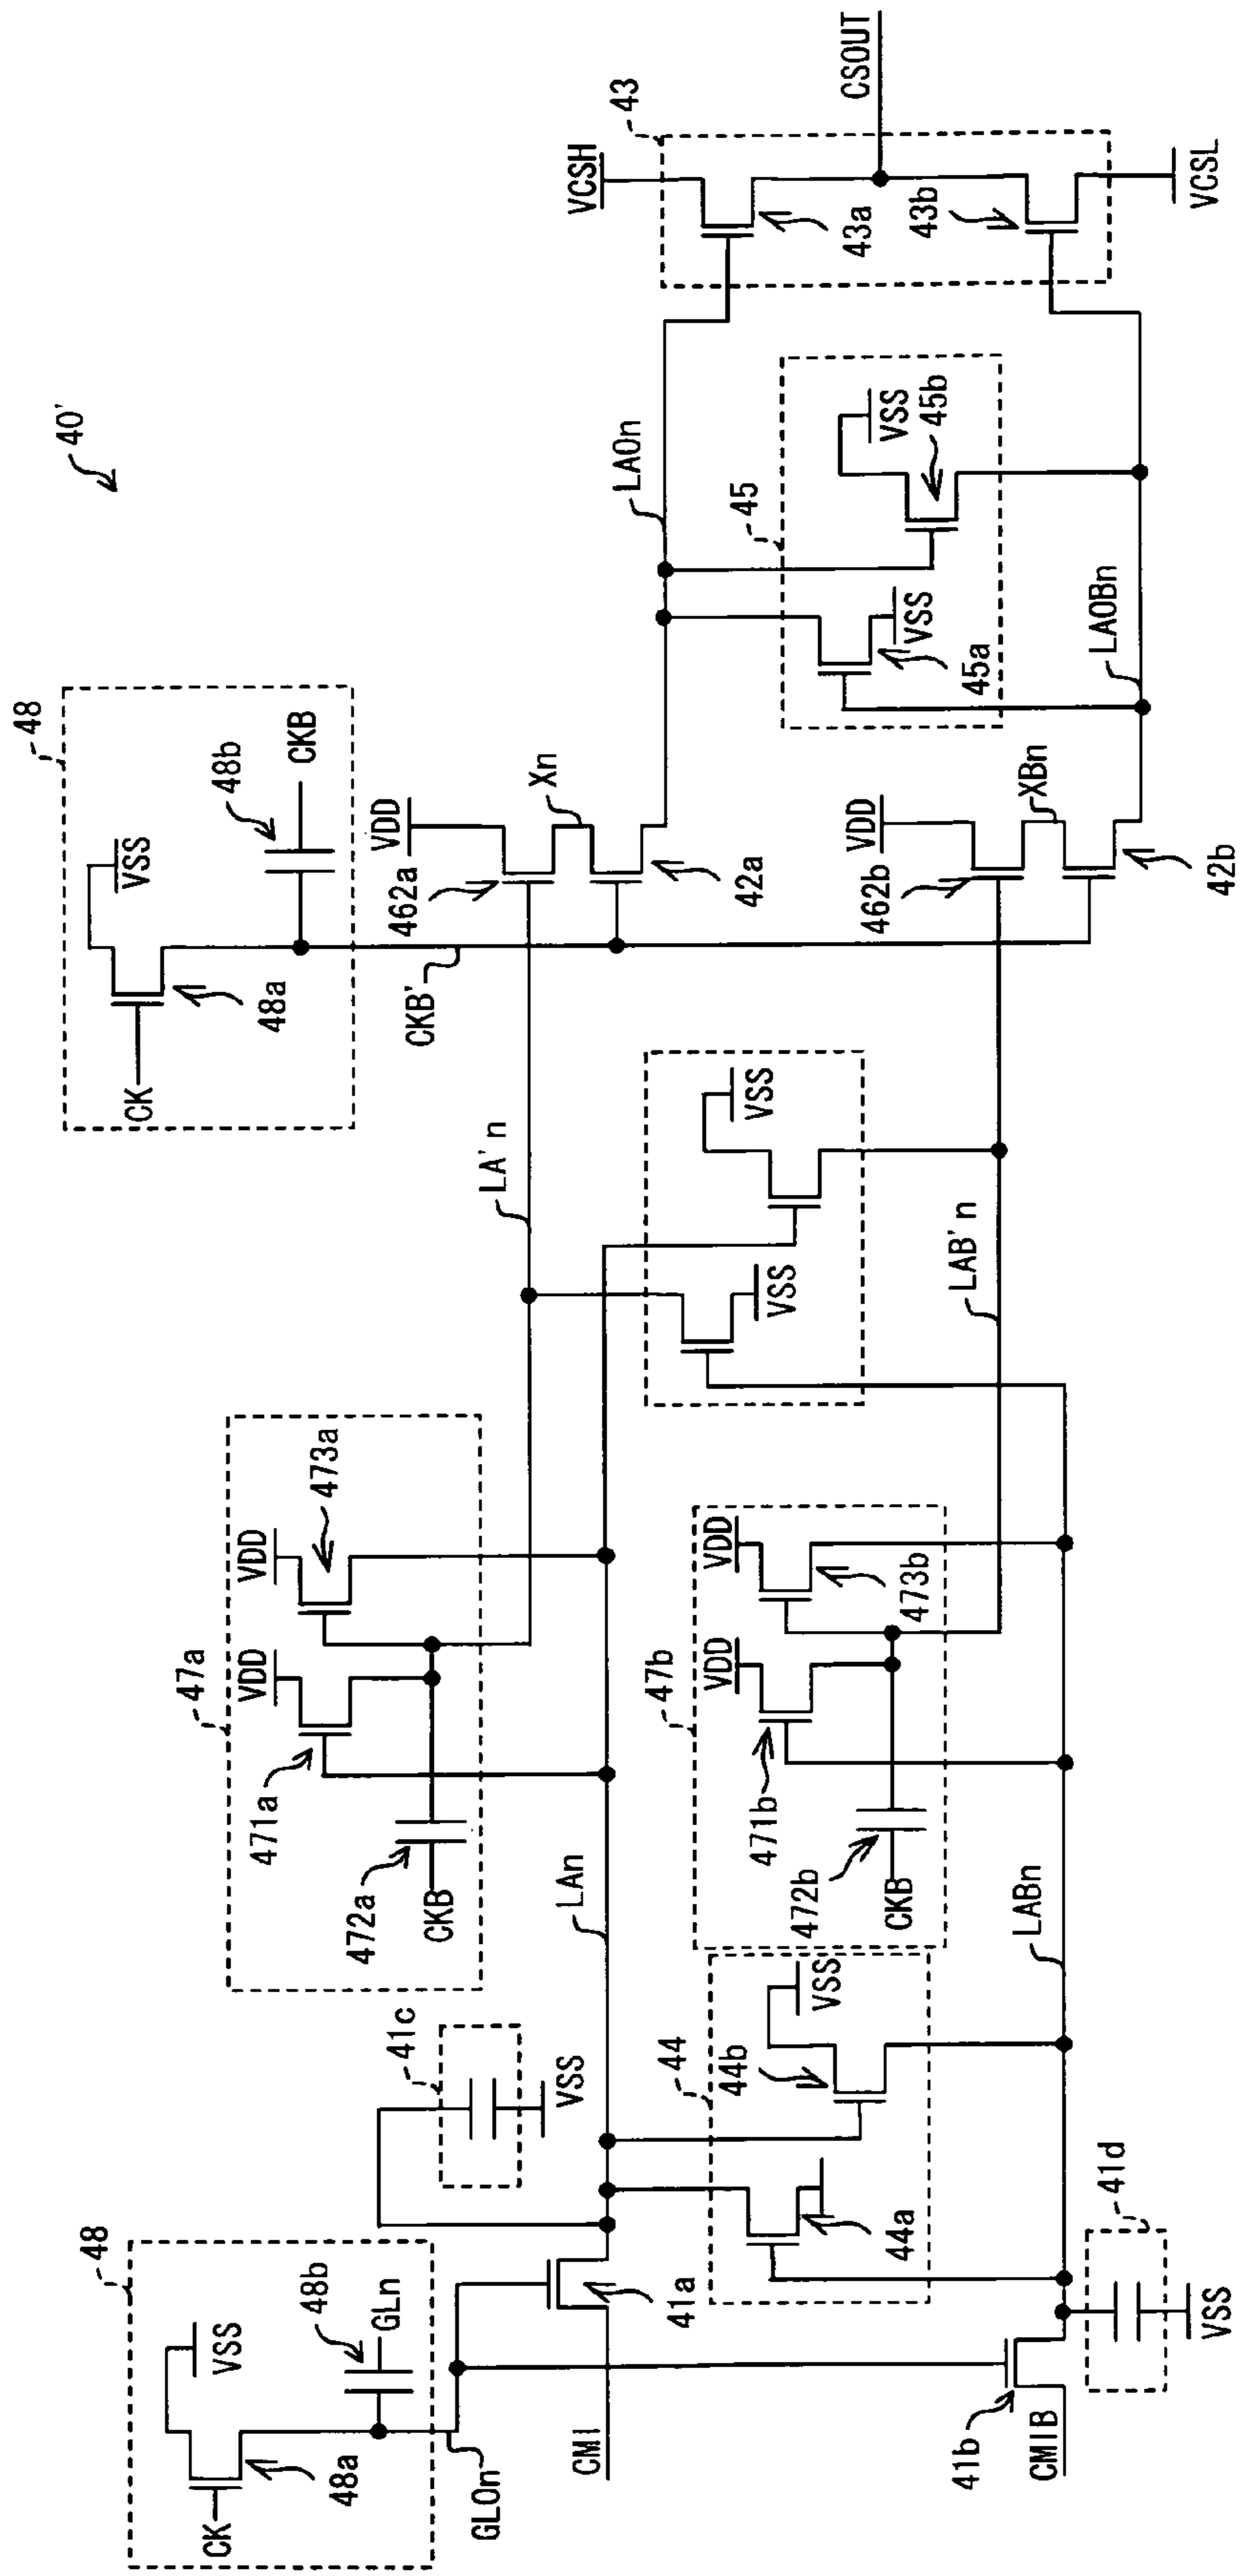 40'
48
VSS
CK
48a
48b
GLn
GLOn
CMI
41a
41b
CMIB
41c
VSS
41d
VSS
44
44a
44b
VSS
LAn
LABn
47a
VDD
VDD
471a
473a
472a
CKB
47b
VDD
VDD
471b
473b
472b
CKB
LA'n
LAB'n
VSS
VSS
48
VSS
CK
48a
48b
CKB
CKB'
VDD
462a
Xn
42a
VDD
462b
XBn
42b
LAOn
LAOBn
45
VSS
45a
VSS
45b
43
VCSH
43a
43b
VCSL
CSOUT